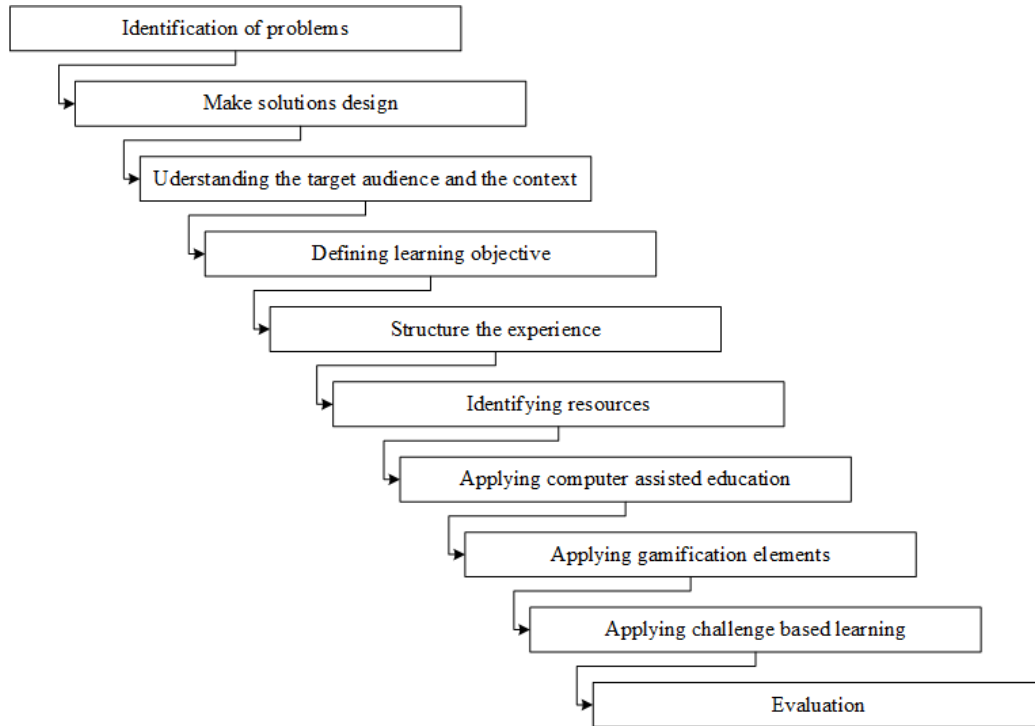 Identification of problems
Make solutions design
Uderstanding the target audience and the context
Defining learning objective
Structure the experience
Identifying resources
Applying computer assisted education
Applying gamification elements
Applying challenge based learning
Evaluation